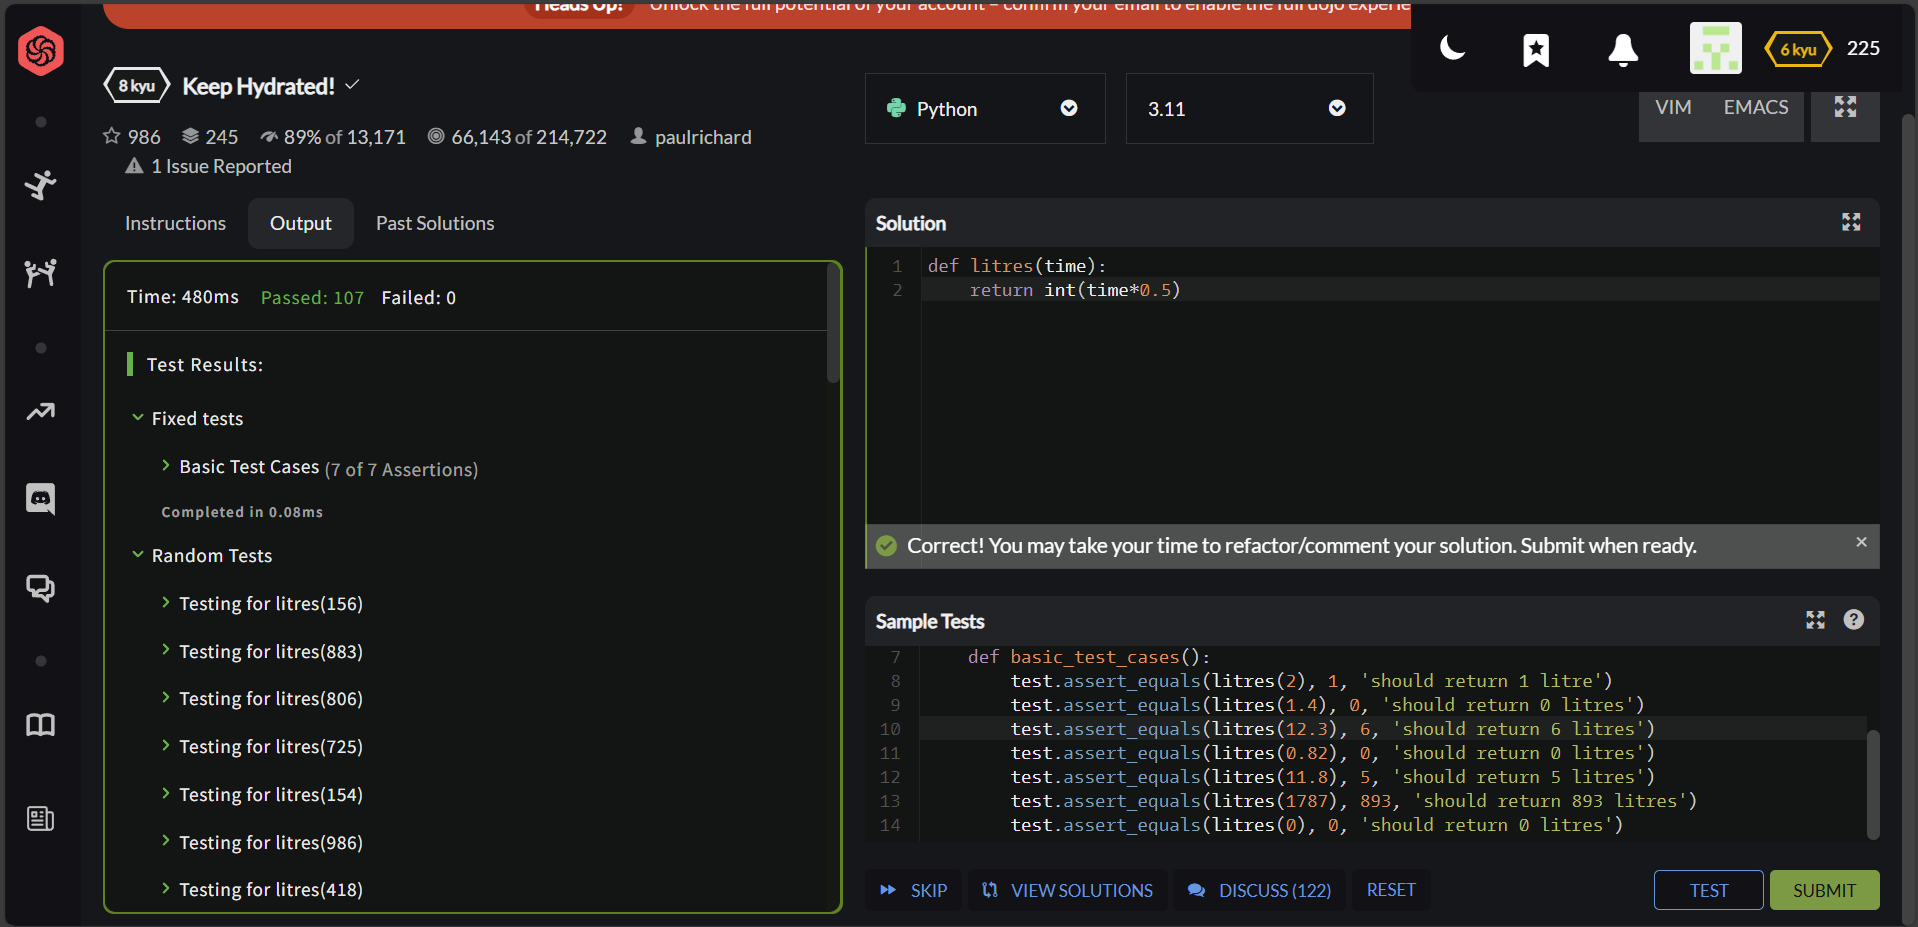 Heads Up! Unlock the full potential of your account – confirm your email to enable the full dojo experie
6 kyu 225
8 kyu Keep Hydrated!
986 245 89% of 13,171 66,143 of 214,722 paulrichard
1 Issue Reported
Python 3.11 VIM EMACS
Instructions Output Past Solutions
Time: 480ms Passed: 107 Failed: 0
Test Results:
Fixed tests
Basic Test Cases (7 of 7 Assertions)
Completed in 0.08ms
Random Tests
Testing for litres(156)
Testing for litres(883)
Testing for litres(806)
Testing for litres(725)
Testing for litres(154)
Testing for litres(986)
Testing for litres(418)
Solution
1 def litres(time):
2 return int(time*0.5)
Correct! You may take your time to refactor/comment your solution. Submit when ready. ×
Sample Tests ?
7 def basic_test_cases():
8 test.assert_equals(litres(2), 1, 'should return 1 litre')
9 test.assert_equals(litres(1.4), 0, 'should return 0 litres')
10 test.assert_equals(litres(12.3), 6, 'should return 6 litres')
11 test.assert_equals(litres(0.82), 0, 'should return 0 litres')
12 test.assert_equals(litres(11.8), 5, 'should return 5 litres')
13 test.assert_equals(litres(1787), 893, 'should return 893 litres')
14 test.assert_equals(litres(0), 0, 'should return 0 litres')
SKIP VIEW SOLUTIONS DISCUSS (122) RESET TEST SUBMIT